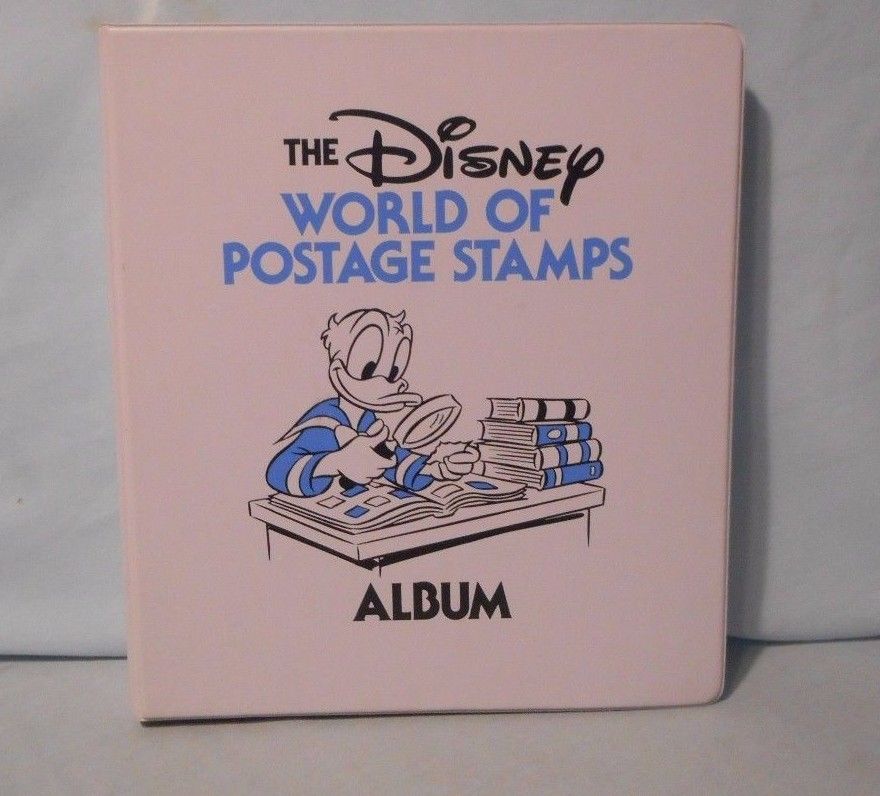 THE Disney
WORLD OF
POSTAGE STAMPS
ALBUM